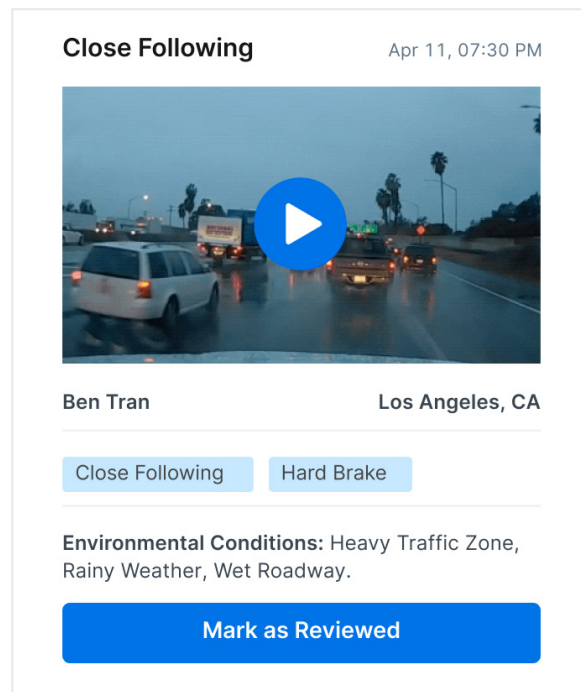 Close Following
Apr 11, 07:30 PM
Ben Tran
Los Angeles, CA
Close Following
Hard Brake
Environmental Conditions: Heavy Traffic Zone,
Rainy Weather, Wet Roadway.
Mark as Reviewed